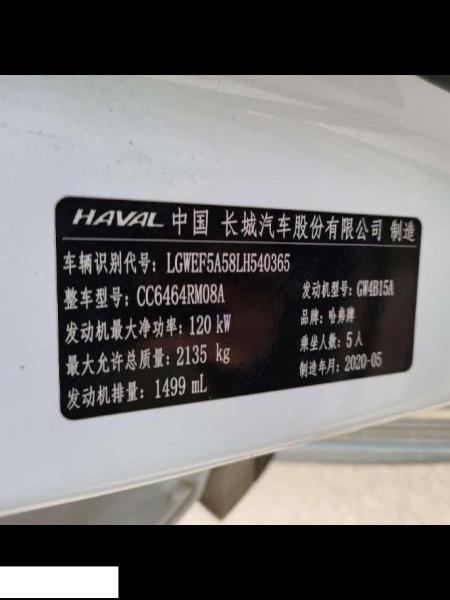 HAVAL 中国 长城汽车股份有限公司 制造
车辆识别代号: LGWEF5A58LH540365
整车型号: CC6464RM08A 发动机型号: GW4B15A
发动机最大净功率: 120 kW 品牌: 哈弗牌
最大允许总质量: 2135 kg 乘坐人数: 5人
发动机排量: 1499 mL 制造年月: 2020-05